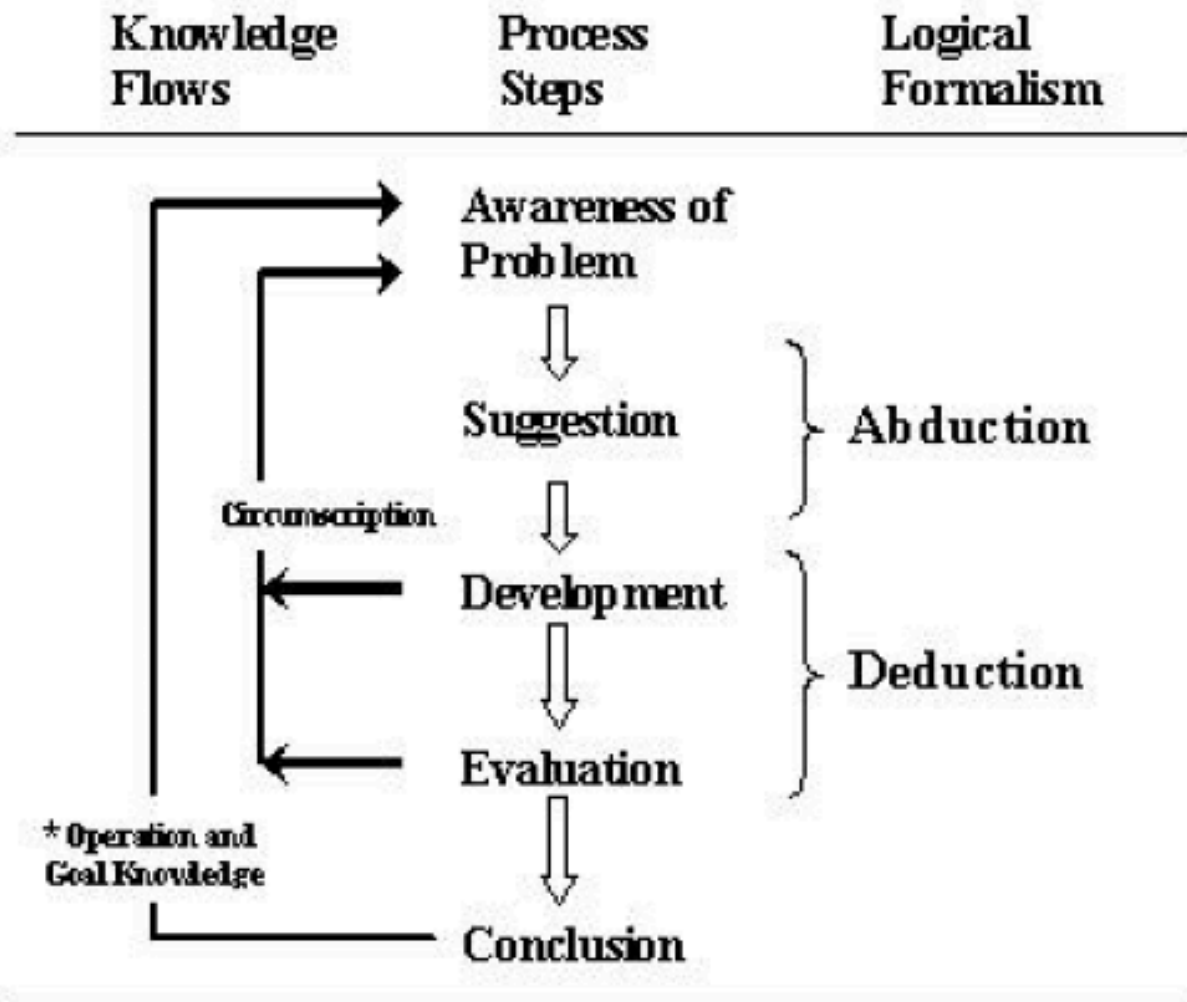 Knowledge
Flows
Process
Steps
Logical
Formalism
Awareness of
Problem
Suggestion
Abduction
Circumscription
Development
Deduction
Evaluation
* Operation and
Goal Knowledge
Conclusion